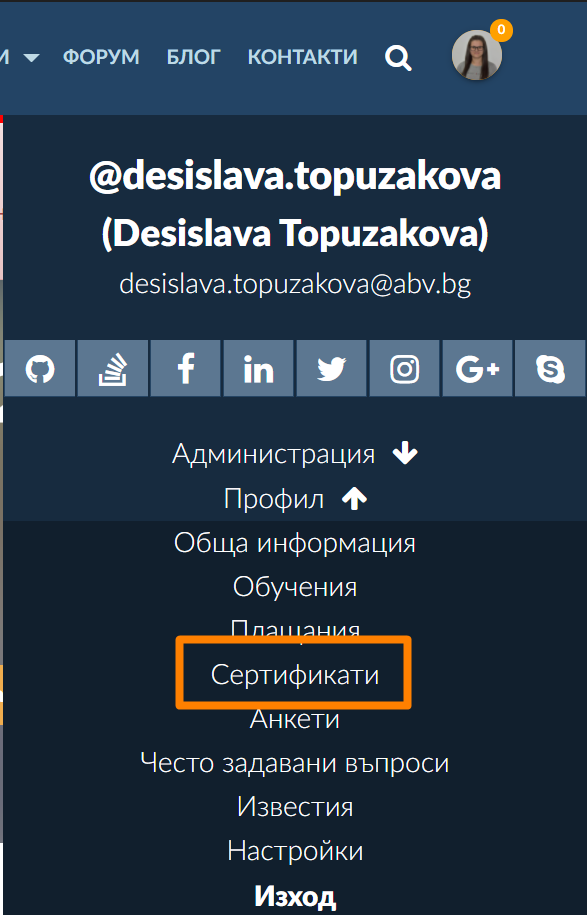 И ФОРУМ БЛОГ КОНТАКТИ 0
@desislava.topuzakova
(Desislava Topuzakova)
desislava.topuzakova@abv.bg
Администрация
Профил
Обща информация
Обучения
Плащания
Сертификати
Анкети
Често задавани въпроси
Известия
Настройки
Изход